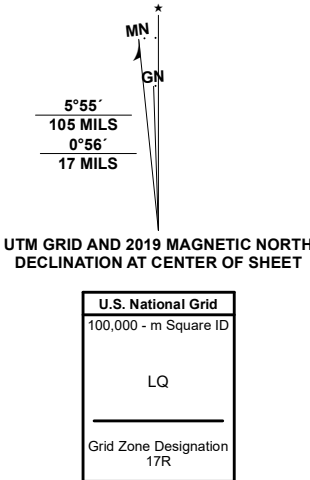 ★
MN
GN
5°55´
105 MILS
0°56´
17 MILS
UTM GRID AND 2019 MAGNETIC NORTH
DECLINATION AT CENTER OF SHEET
U.S. National Grid
100,000 - m Square ID
LQ
Grid Zone Designation
17R